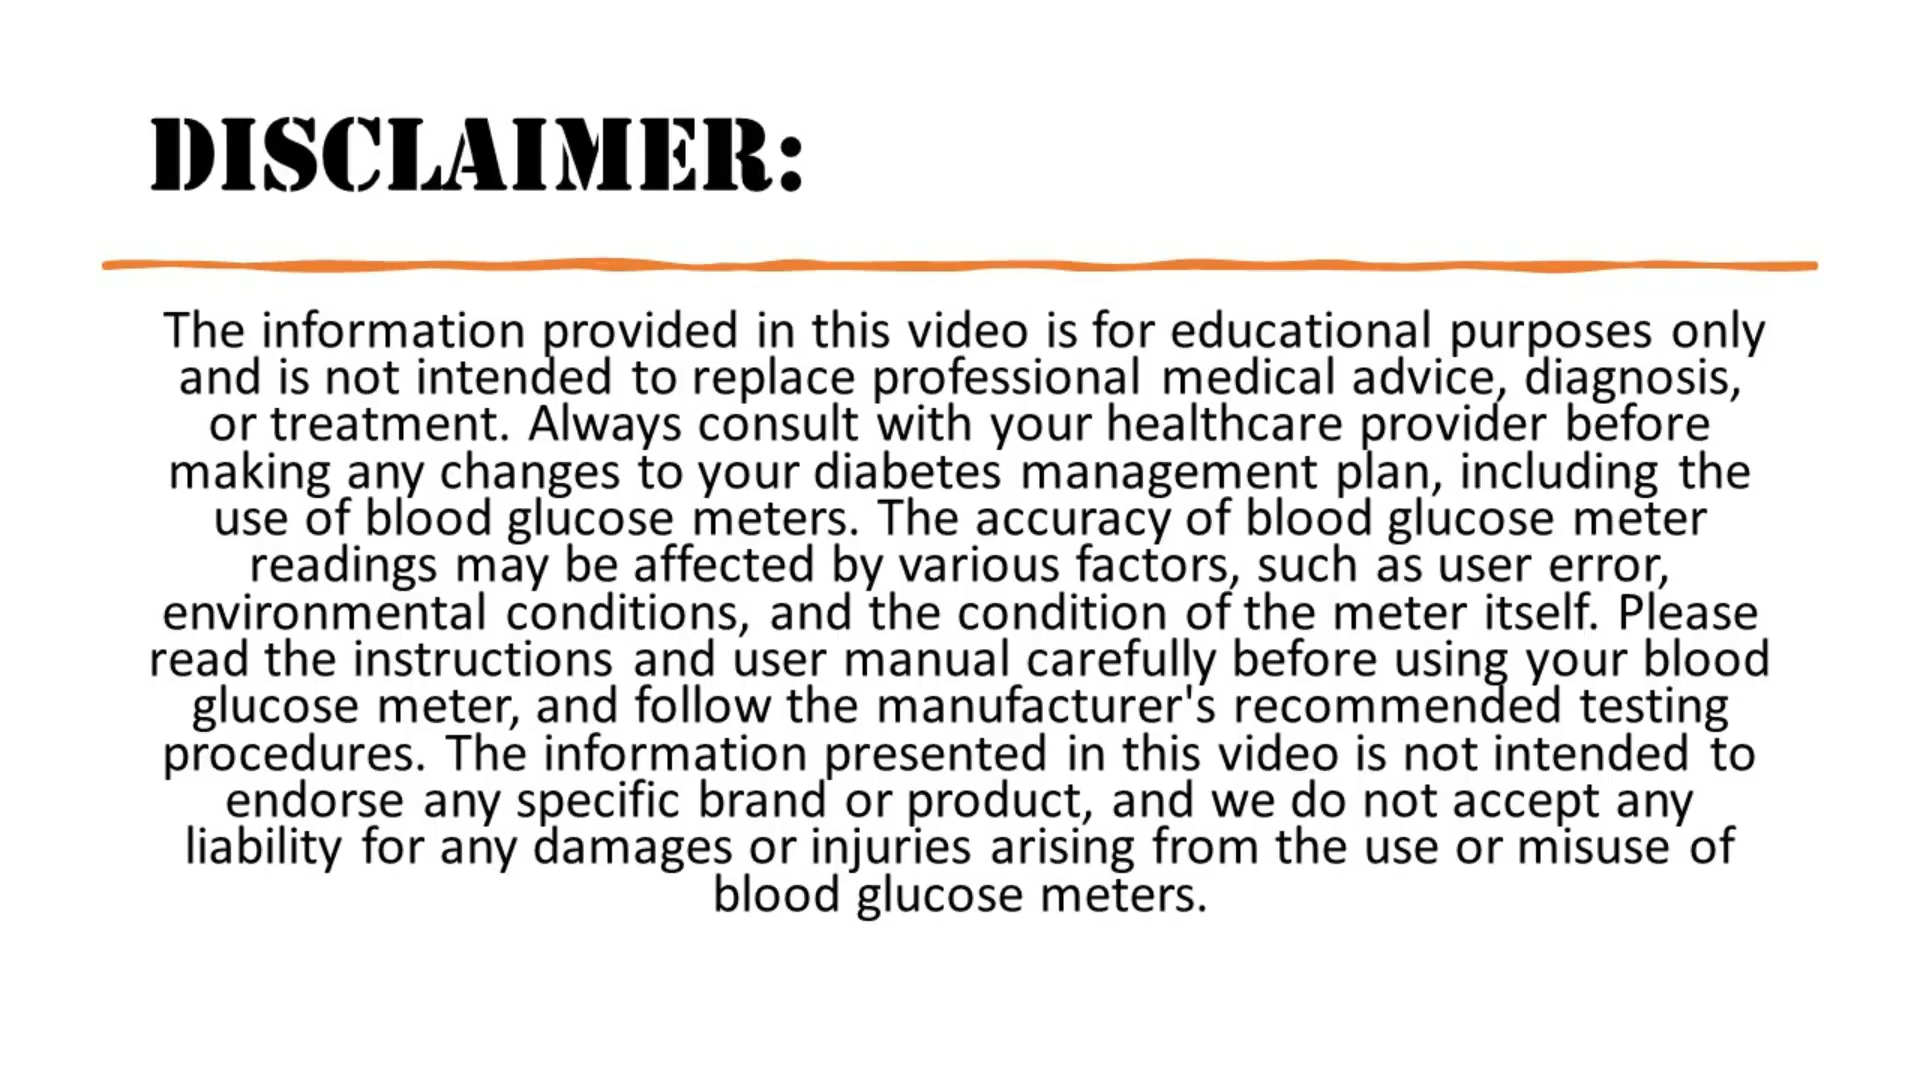 DISCLAIMER:
The information provided in this video is for educational purposes only
and is not intended to replace professional medical advice, diagnosis,
or treatment. Always consult with your healthcare provider before
making any changes to your diabetes management plan, including the
use of blood glucose meters. The accuracy of blood glucose meter
readings may be affected by various factors, such as user error,
environmental conditions, and the condition of the meter itself. Please
read the instructions and user manual carefully before using your blood
glucose meter, and follow the manufacturer's recommended testing
procedures. The information presented in this video is not intended to
endorse any specific brand or product, and we do not accept any
liability for any damages or injuries arising from the use or misuse of
blood glucose meters.